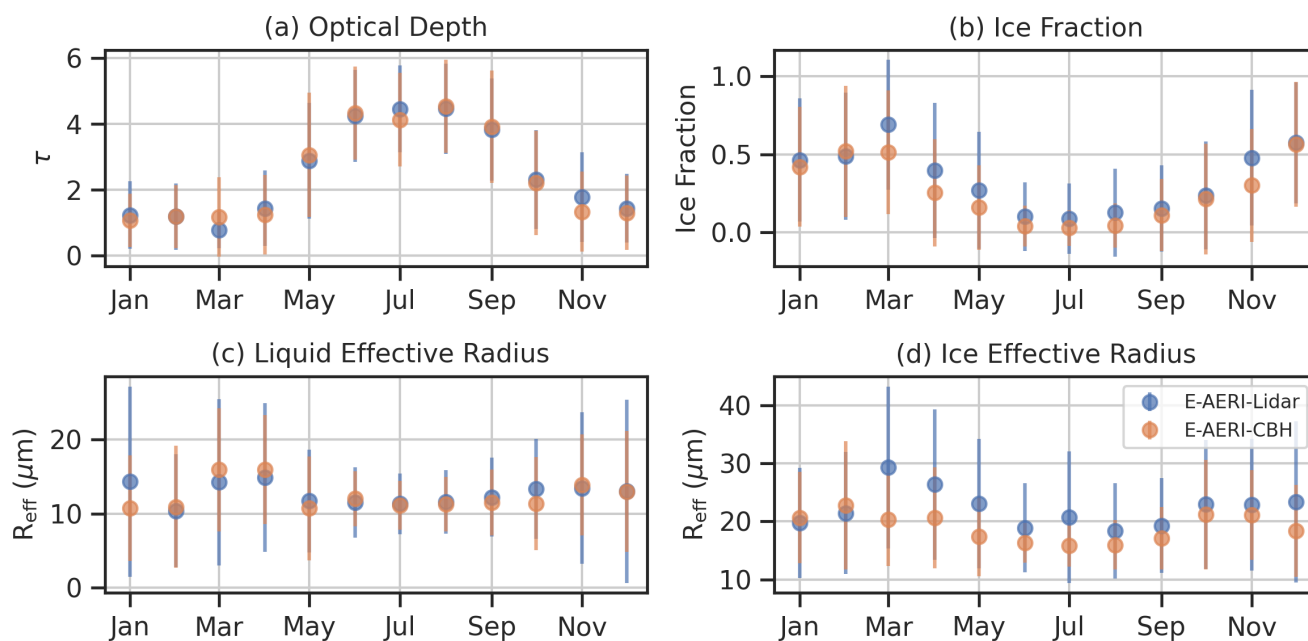 (a) Optical Depth
τ
6
4
2
0
Jan Mar May Jul Sep Nov
(b) Ice Fraction
Ice Fraction
1.0
0.5
0.0
Jan Mar May Jul Sep Nov
(c) Liquid Effective Radius
R_eff (μm)
20
10
0
Jan Mar May Jul Sep Nov
(d) Ice Effective Radius
R_eff (μm)
40
30
20
10
Jan Mar May Jul Sep Nov
E-AERI-Lidar
E-AERI-CBH